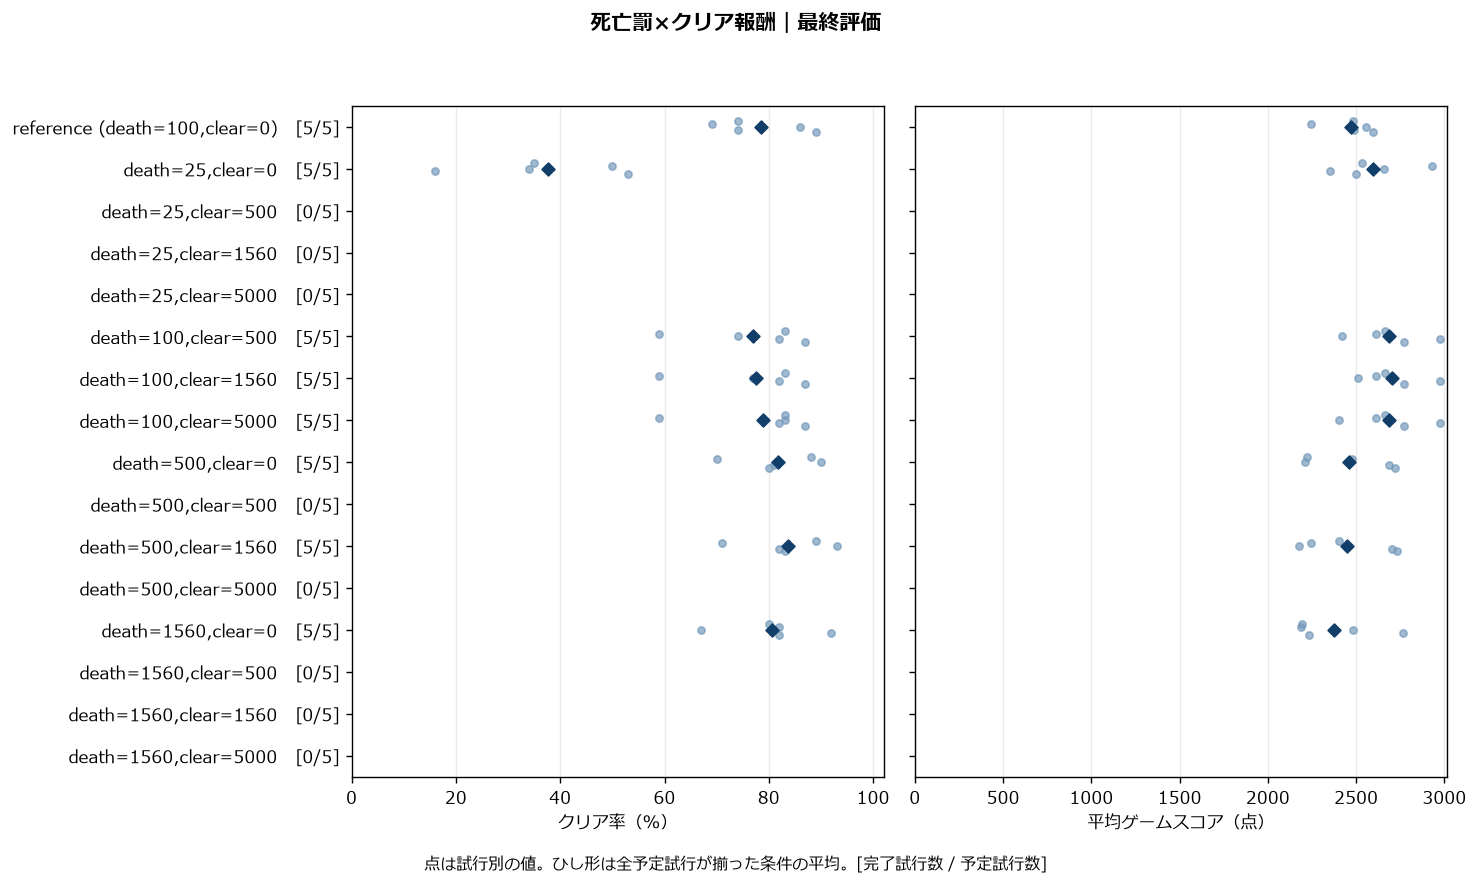 死亡罰×クリア報酬｜最終評価
reference (death=100,clear=0) [5/5]
death=25,clear=0 [5/5]
death=25,clear=500 [0/5]
death=25,clear=1560 [0/5]
death=25,clear=5000 [0/5]
death=100,clear=500 [5/5]
death=100,clear=1560 [5/5]
death=100,clear=5000 [5/5]
death=500,clear=0 [5/5]
death=500,clear=500 [0/5]
death=500,clear=1560 [5/5]
death=500,clear=5000 [0/5]
death=1560,clear=0 [5/5]
death=1560,clear=500 [0/5]
death=1560,clear=1560 [0/5]
death=1560,clear=5000 [0/5]
0 20 40 60 80 100
クリア率（%）
0 500 1000 1500 2000 2500 3000
平均ゲームスコア（点）
点は試行別の値。ひし形は全予定試行が揃った条件の平均。[完了試行数 / 予定試行数]